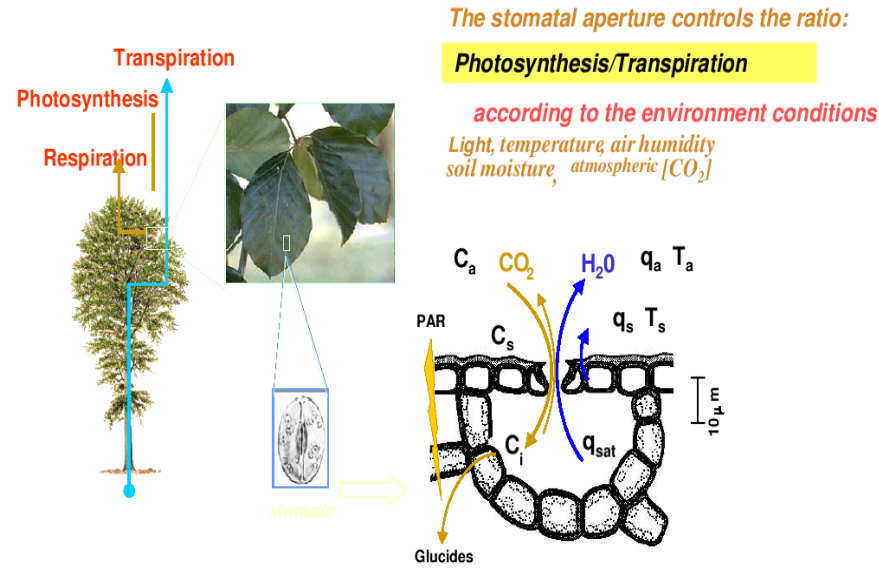 The stomatal aperture controls the ratio:
Photosynthesis/Transpiration
according to the environment conditions
Light, temperature, air humidity
soil moisture, atmospheric [CO₂]
Transpiration
Photosynthesis
Respiration
Cₐ CO₂ H₂0 qₐ Tₐ
PAR
Cₛ qₛ Tₛ
10 µm
Cᵢ qsat
stomate
Glucides